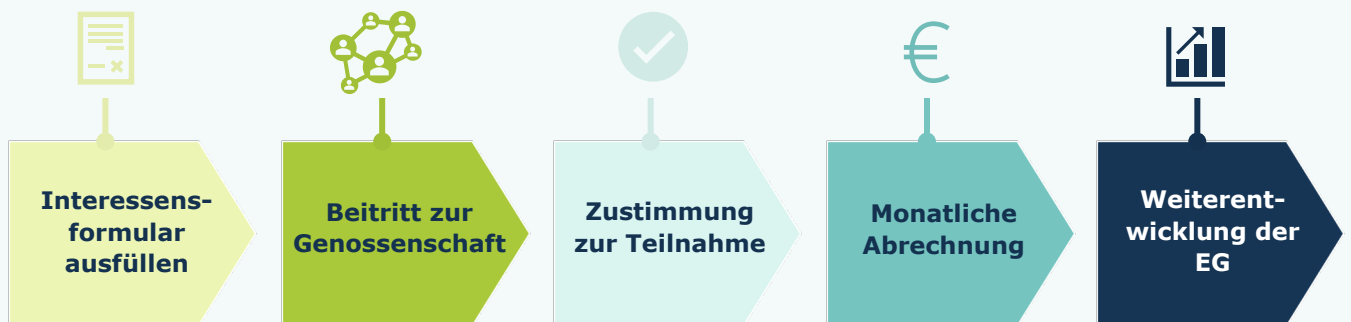 Interessens-
formular
ausfüllen
Beitritt zur
Genossenschaft
Zustimmung
zur Teilnahme
Monatliche
Abrechnung
Weiterent-
wicklung der
EG